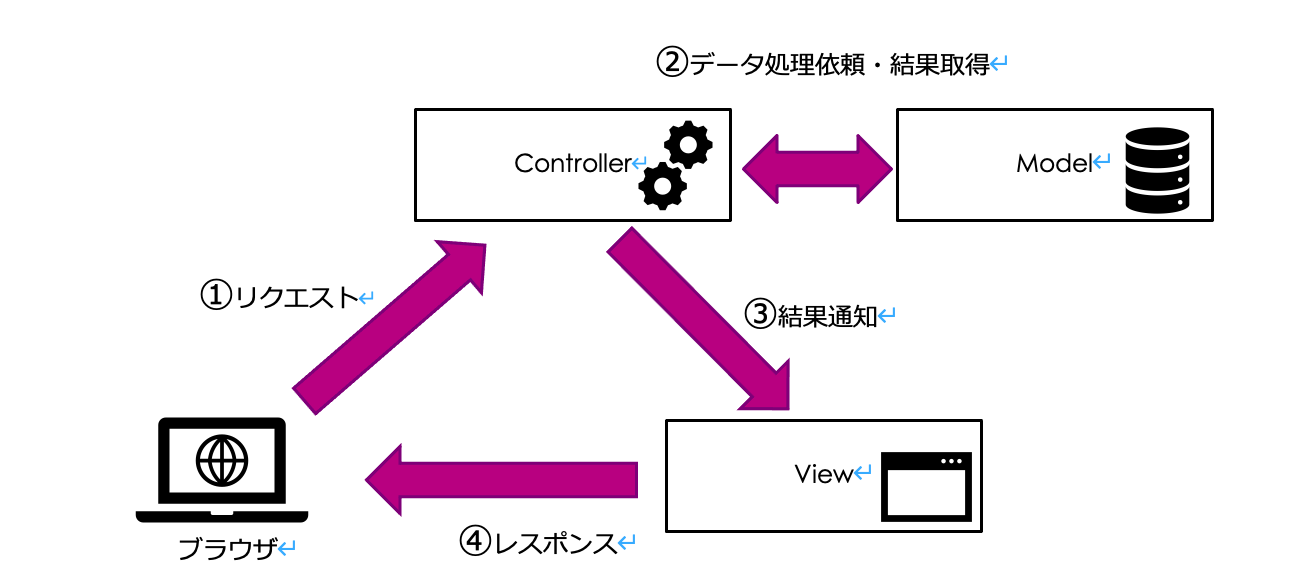 ②データ処理依頼・結果取得
Controller
Model
①リクエスト
③結果通知
View
④レスポンス
ブラウザ